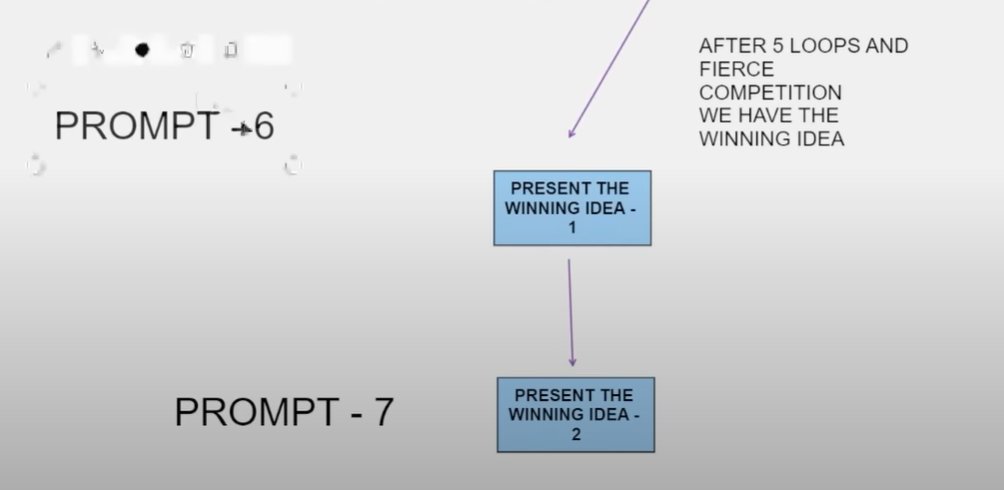 AFTER 5 LOOPS AND
FIERCE
COMPETITION
WE HAVE THE
WINNING IDEA
PROMPT - 6
PRESENT THE
WINNING IDEA -
1
PROMPT - 7
PRESENT THE
WINNING IDEA -
2